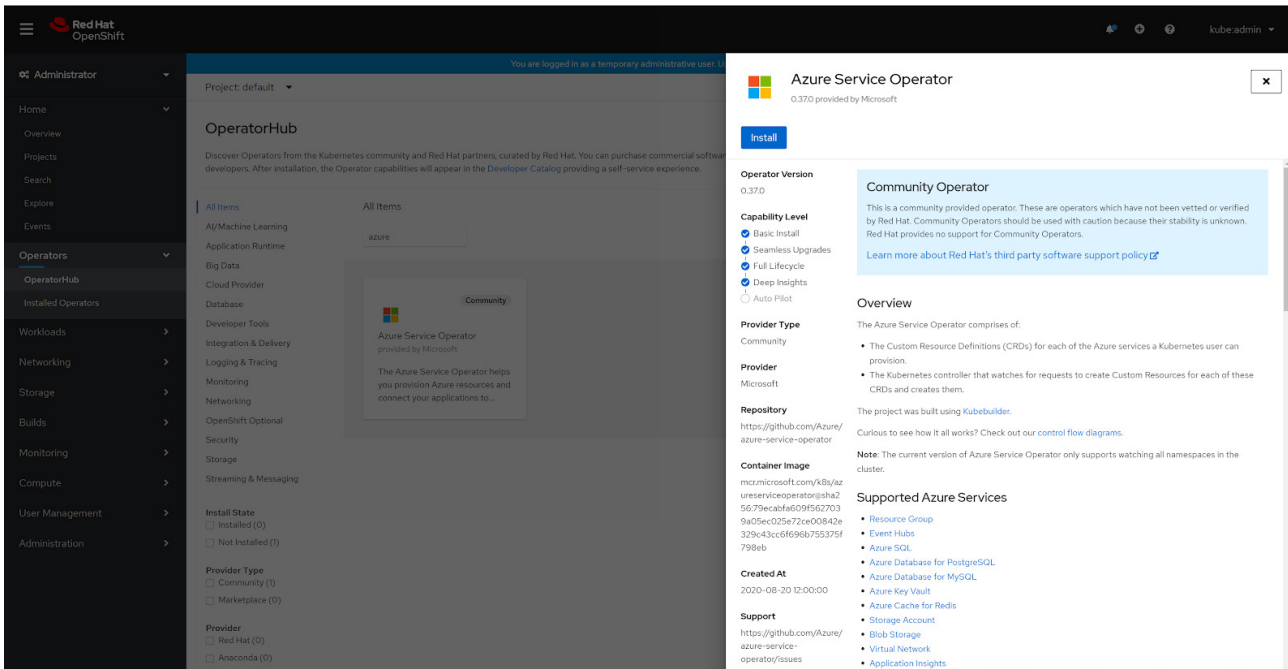 Red Hat
OpenShift
kube:admin
Administrator
Home
Overview
Projects
Search
Explore
Events
Operators
OperatorHub
Installed Operators
Workloads
Networking
Storage
Builds
Monitoring
Compute
User Management
Administration
You are logged in as a temporary administrative user. U
Project: default
OperatorHub
Discover Operators from the Kubernetes community and Red Hat partners, curated by Red Hat. You can purchase commercial softwar
developers. After installation, the Operator capabilities will appear in the Developer Catalog providing a self-service experience.
All Items
AI/Machine Learning
Application Runtime
Big Data
Cloud Provider
Database
Developer Tools
Integration & Delivery
Logging & Tracing
Monitoring
Networking
OpenShift Optional
Security
Storage
Streaming & Messaging
Install State
Installed (0)
Not Installed (1)
Provider Type
Community (1)
Marketplace (0)
Provider
Red Hat (0)
Anaconda (0)
All Items
azure
Community
Azure Service Operator
provided by Microsoft
The Azure Service Operator helps
you provision Azure resources and
connect your applications to...
Azure Service Operator
0.37.0 provided by Microsoft
Install
Operator Version
0.37.0
Capability Level
Basic Install
Seamless Upgrades
Full Lifecycle
Deep Insights
Auto Pilot
Provider Type
Community
Provider
Microsoft
Repository
https://github.com/Azure/
azure-service-operator
Container Image
mcr.microsoft.com/k8s/az
ureserviceoperator@sha2
56:79ecabfa609f562703
9a05ec025e72ce00842e
329c43cc6f696b755375f
798eb
Created At
2020-08-20 12:00:00
Support
https://github.com/Azure/
azure-service-
operator/issues
Community Operator
This is a community provided operator. These are operators which have not been vetted or verified
by Red Hat. Community Operators should be used with caution because their stability is unknown.
Red Hat provides no support for Community Operators.
Learn more about Red Hat's third party software support policy
Overview
The Azure Service Operator comprises of:
• The Custom Resource Definitions (CRDs) for each of the Azure services a Kubernetes user can
provision.
• The Kubernetes controller that watches for requests to create Custom Resources for each of these
CRDs and creates them.
The project was built using Kubebuilder.
Curious to see how it all works? Check out our control flow diagrams.
Note: The current version of Azure Service Operator only supports watching all namespaces in the
cluster.
Supported Azure Services
• Resource Group
• Event Hubs
• Azure SQL
• Azure Database for PostgreSQL
• Azure Database for MySQL
• Azure Key Vault
• Azure Cache for Redis
• Storage Account
• Blob Storage
• Virtual Network
• Application Insights